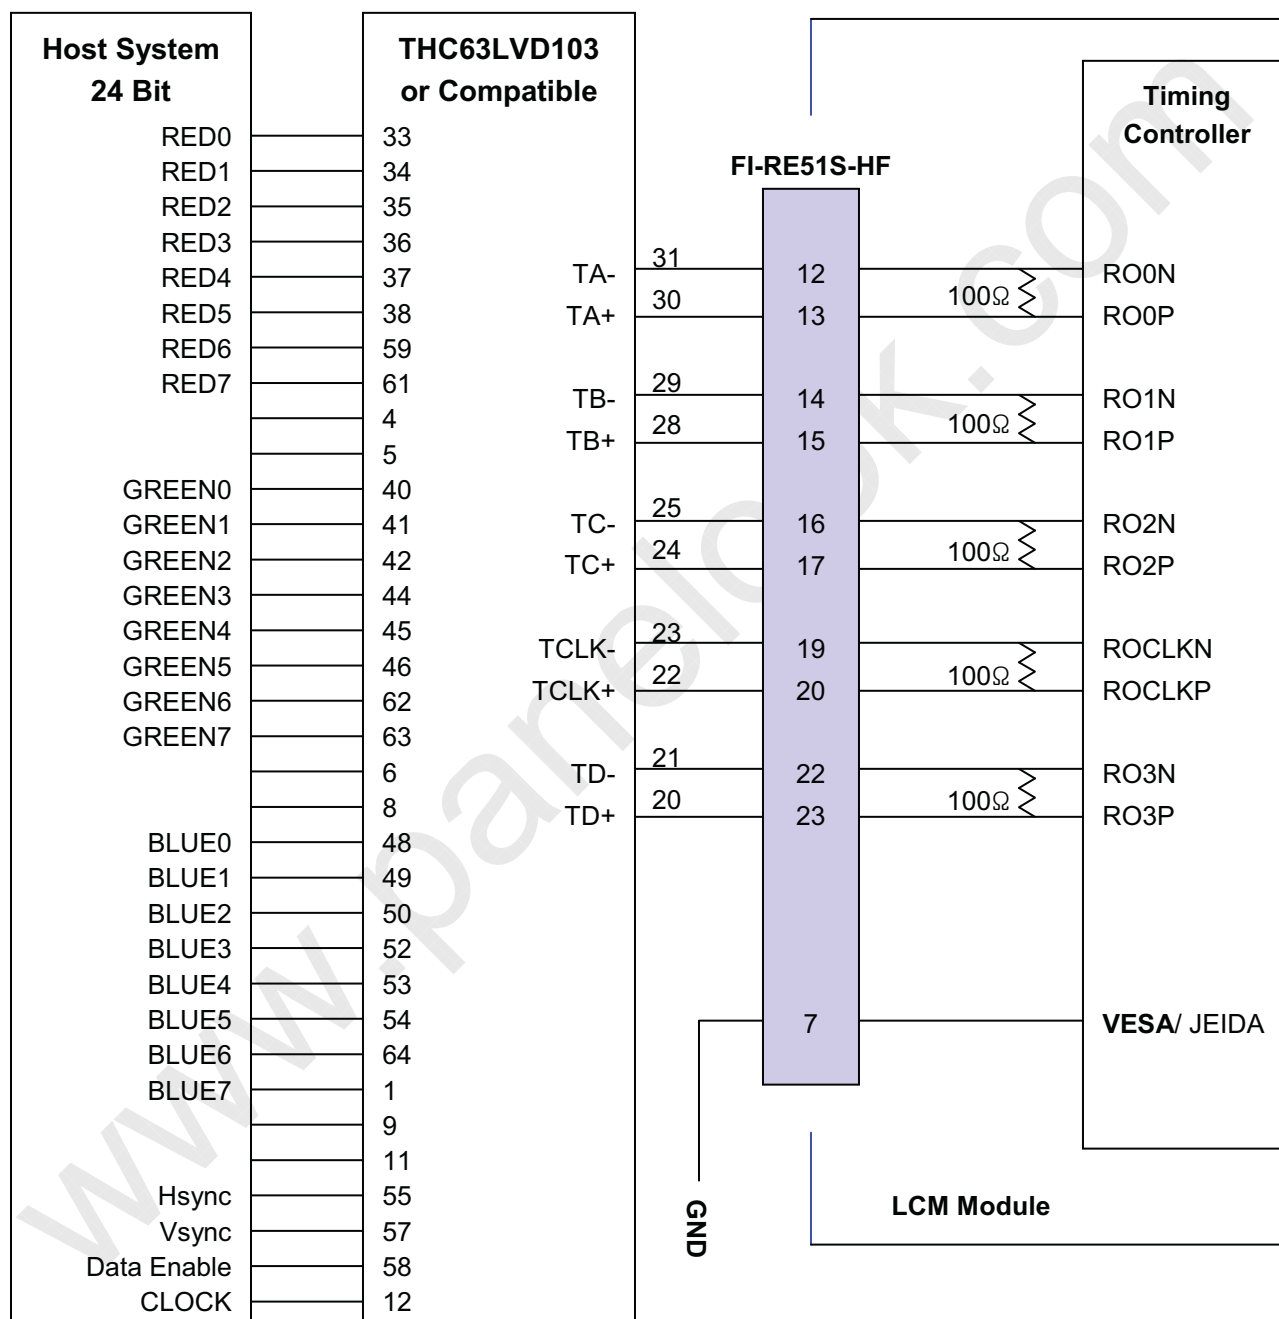 Host System
24 Bit
RED0
RED1
RED2
RED3
RED4
RED5
RED6
RED7
GREEN0
GREEN1
GREEN2
GREEN3
GREEN4
GREEN5
GREEN6
GREEN7
BLUE0
BLUE1
BLUE2
BLUE3
BLUE4
BLUE5
BLUE6
BLUE7
Hsync
Vsync
Data Enable
CLOCK
THC63LVD103
or Compatible
33
34
35
36
37
38
59
61
4
5
40
41
42
44
45
46
62
63
6
8
48
49
50
52
53
54
64
1
9
11
55
57
58
12
TA-
TA+
TB-
TB+
TC-
TC+
TCLK-
TCLK+
TD-
TD+
31
30
29
28
25
24
23
22
21
20
FI-RE51S-HF
12
13
14
15
16
17
19
20
22
23
7
GND
100Ω
100Ω
100Ω
100Ω
100Ω
Timing
Controller
RO0N
RO0P
RO1N
RO1P
RO2N
RO2P
ROCLKN
ROCLKP
RO3N
RO3P
VESA/ JEIDA
LCM Module
www.panelook.com